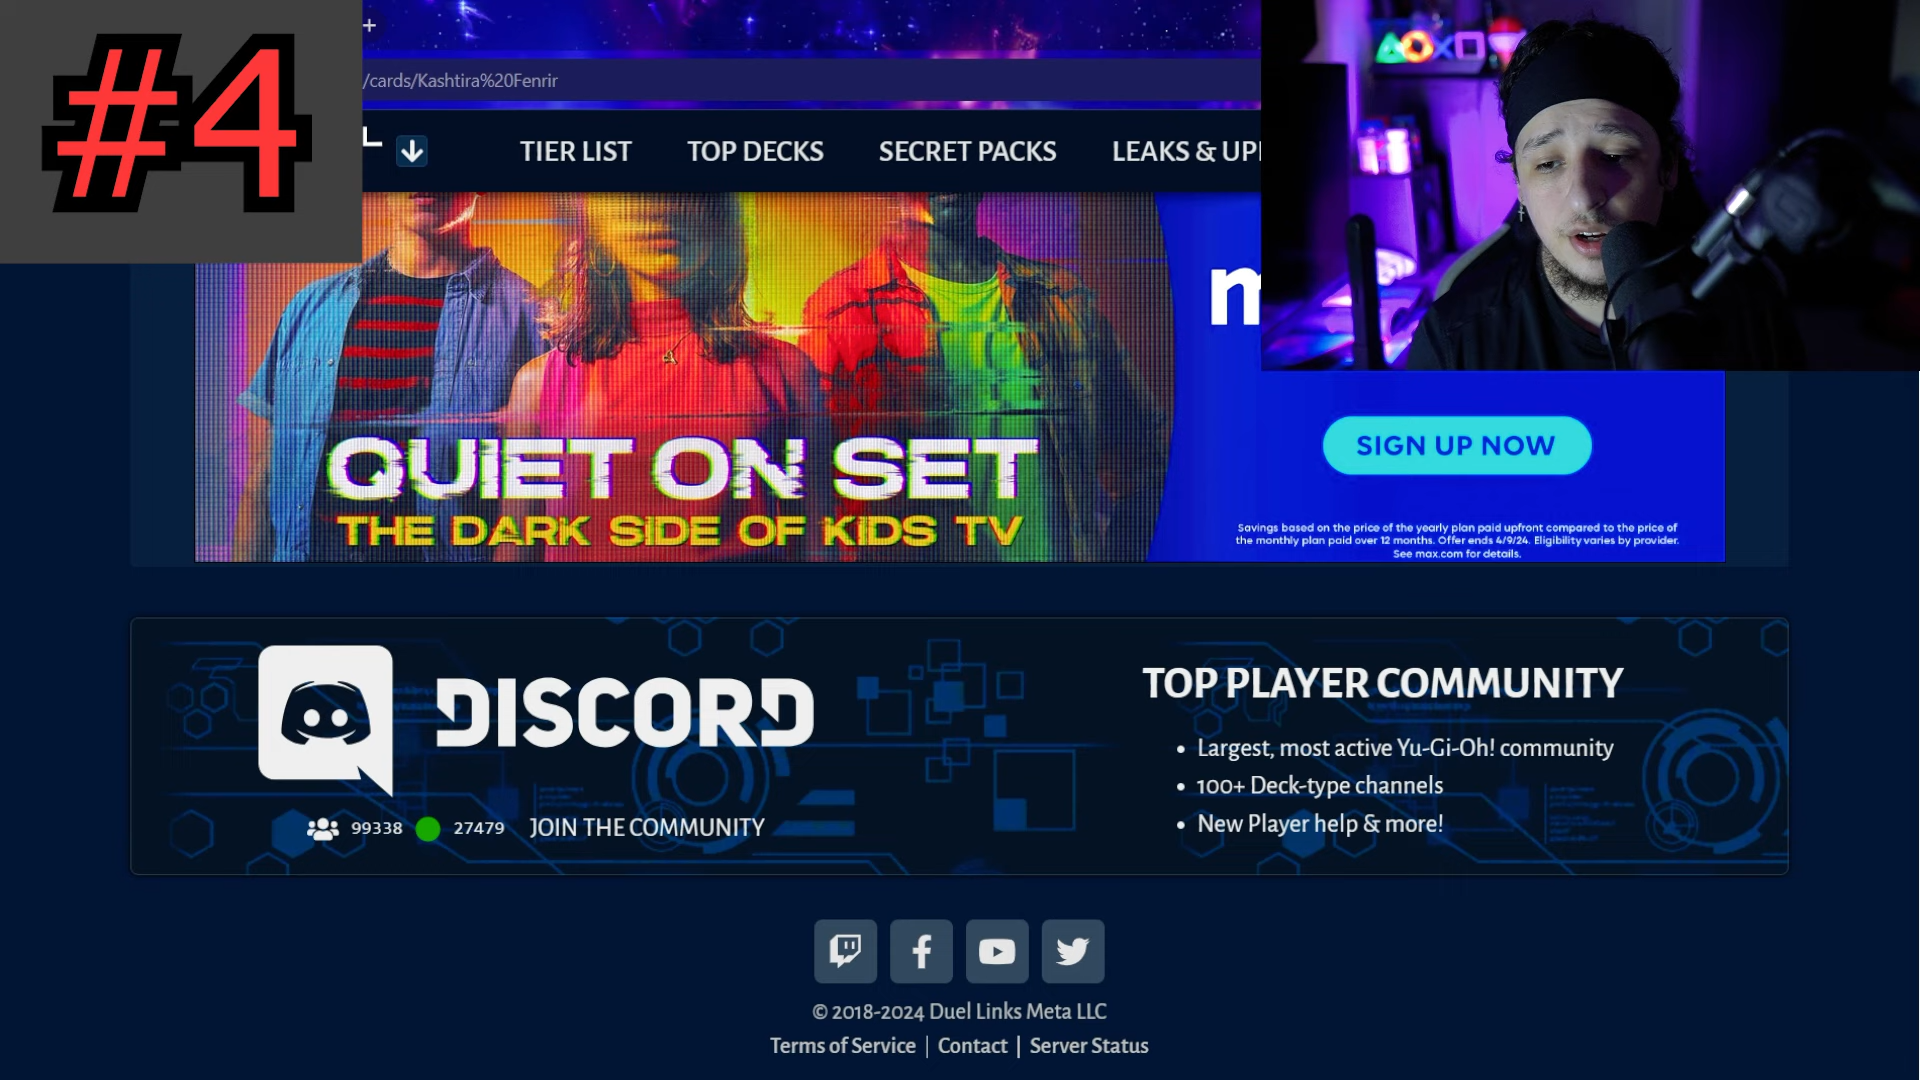 #4
+
/cards/Kashtira%20Fenrir
TIER LIST
TOP DECKS
SECRET PACKS
LEAKS &
QUIET ON SET
THE DARK SIDE OF KIDS TV
m
SIGN UP NOW
Savings based on the price of the yearly plan paid upfront compared to the price of
the monthly plan paid over 12 months. Offer ends 4/9/24. Eligibility varies by provider.
See max.com for details.
DISCORD
99338
27479
JOIN THE COMMUNITY
TOP PLAYER COMMUNITY
• Largest, most active Yu-Gi-Oh! community
• 100+ Deck-type channels
• New Player help & more!
© 2018-2024 Duel Links Meta LLC
Terms of Service | Contact | Server Status